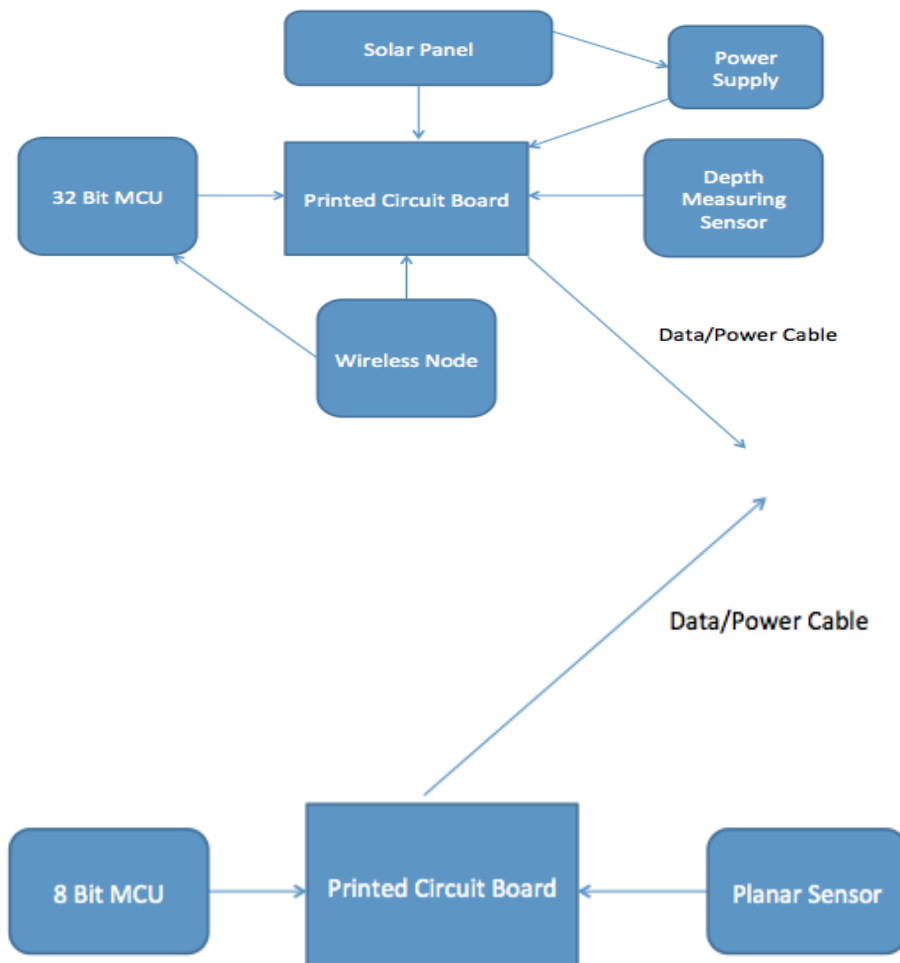 Solar Panel
Power
Supply
32 Bit MCU
Printed Circuit Board
Depth
Measuring
Sensor
Data/Power Cable
Wireless Node
Data/Power Cable
8 Bit MCU
Printed Circuit Board
Planar Sensor